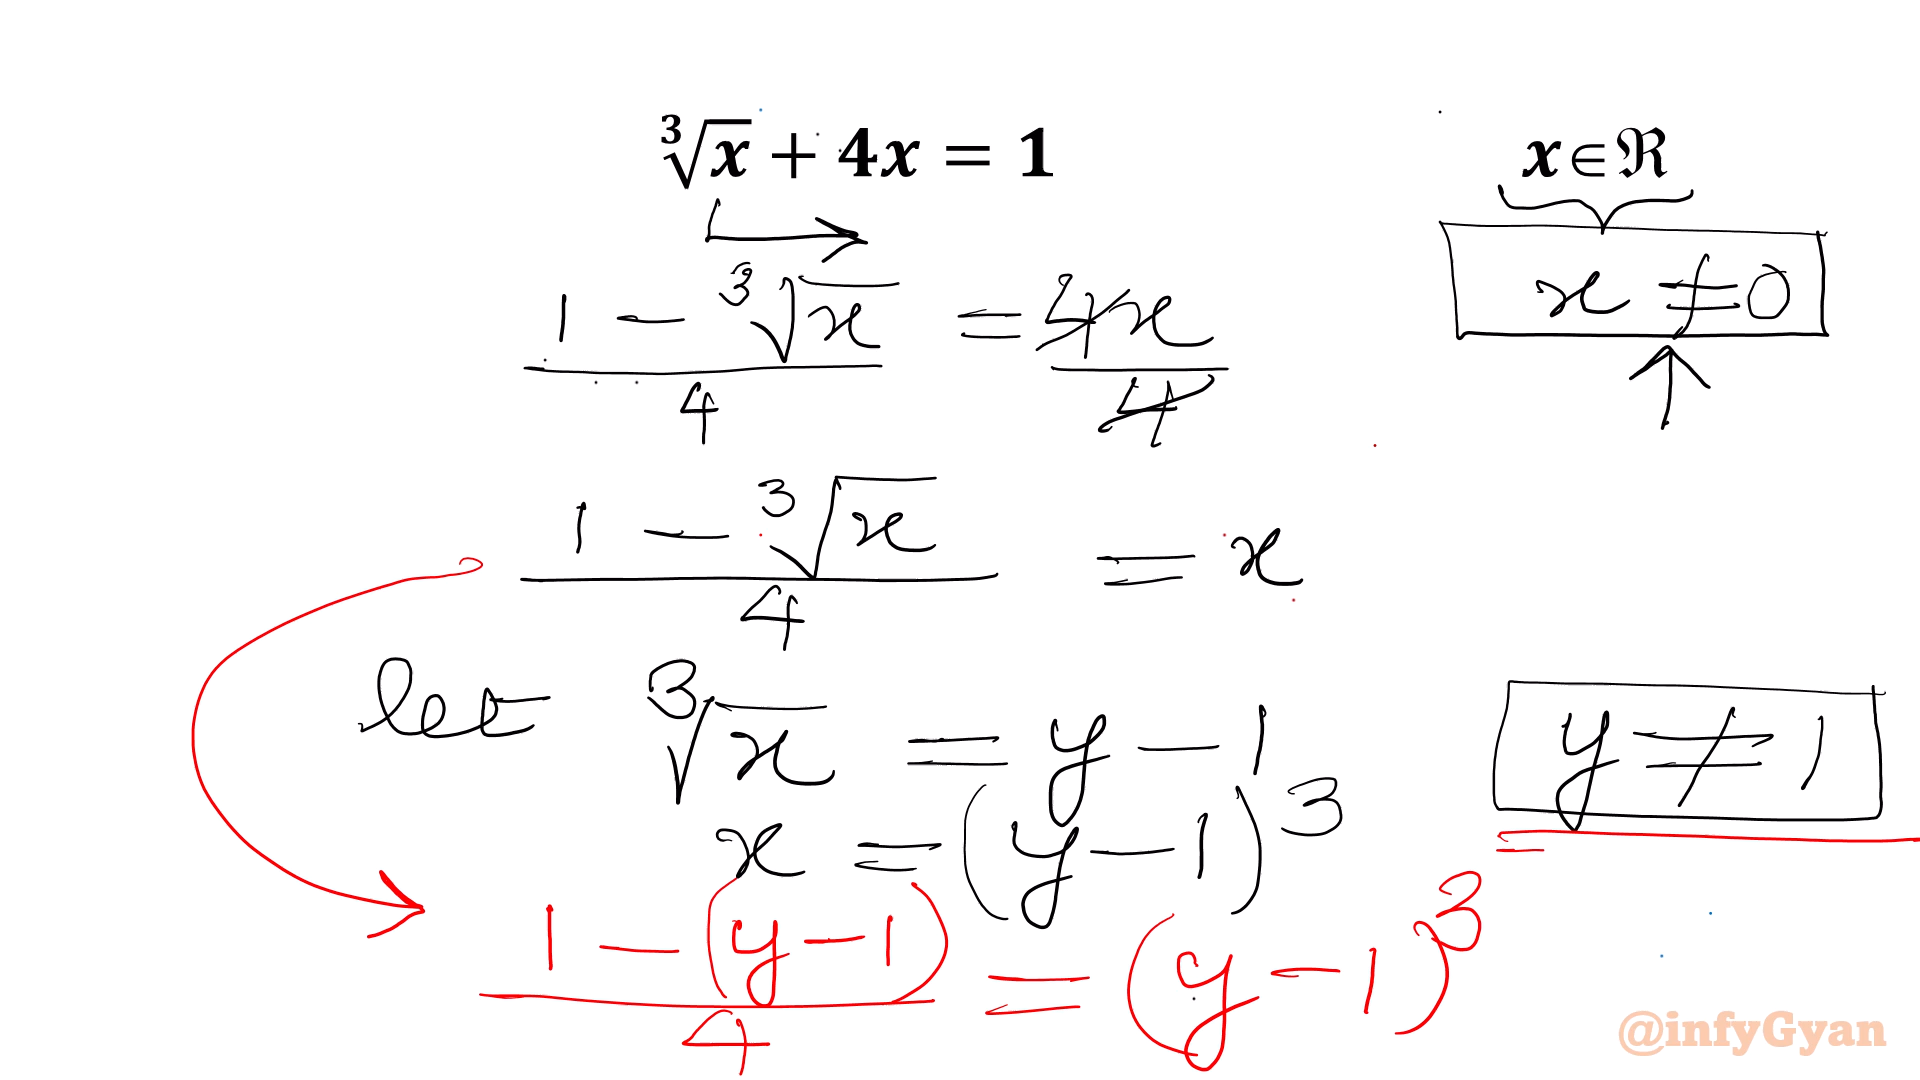 ∛x + 4x = 1
x ∈ ℜ
x ≠ 0
(1 − ∛x)/4 = 4x/4
(1 − ∛x)/4 = x
let ∛x = y − 1
y ≠ 1
x = (y − 1)³
(1 − (y − 1))/4 = (y − 1)³
@infyGyan